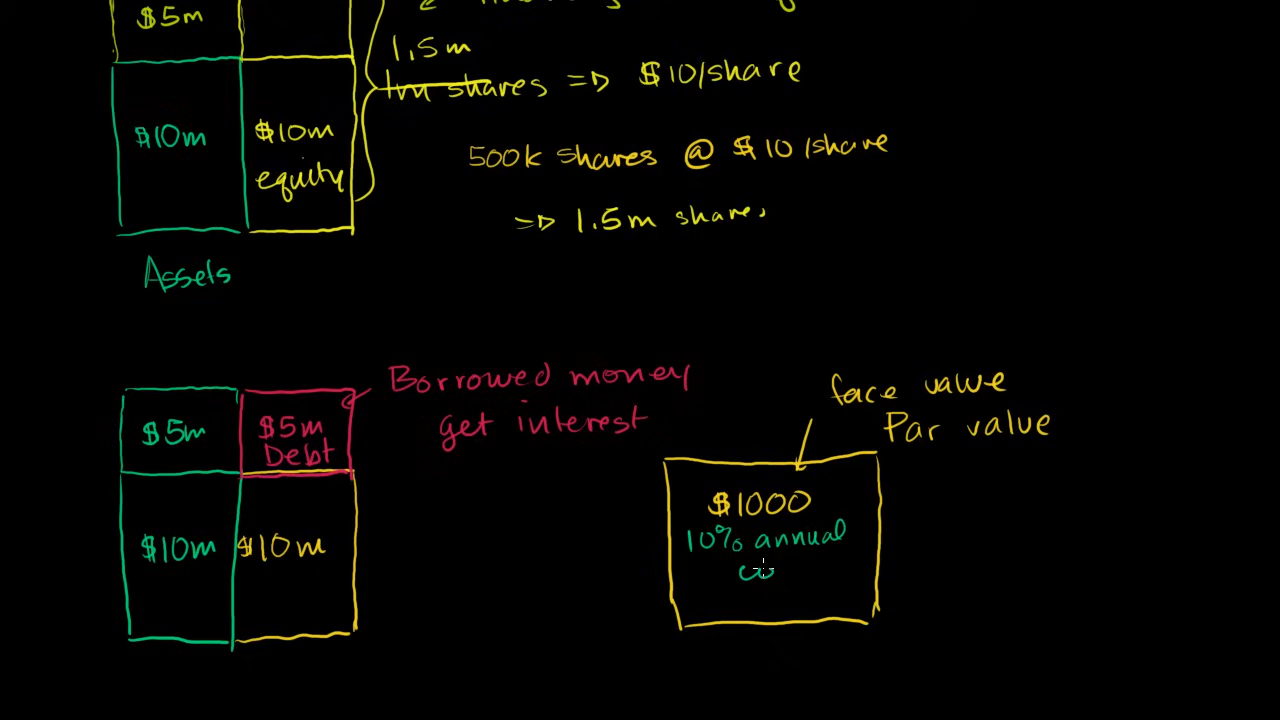 $5m
1.5m
1m shares => $10/share
$10m
$10m
equity
500k shares @ $10/share
=> 1.5m shares
Assets
Borrowed money
get interest
face value
Par value
$5m
$5m
Debt
$1000
10% annual
co
$10m
$10m